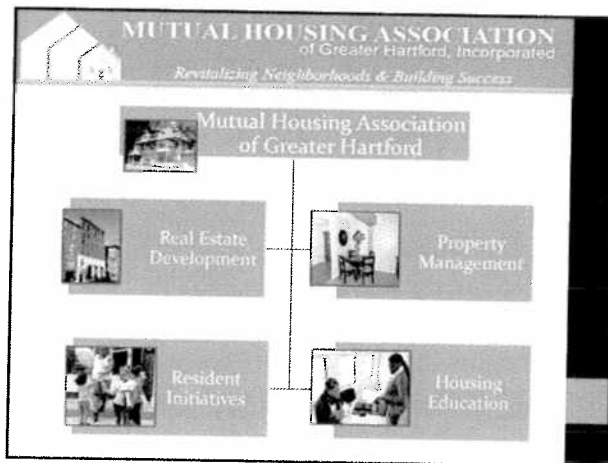 MUTUAL HOUSING ASSOCIATION
of Greater Hartford, Incorporated
Revitalizing Neighborhoods & Building Success
Mutual Housing Association
of Greater Hartford
Real Estate
Development
Property
Management
Resident
Initiatives
Housing
Education